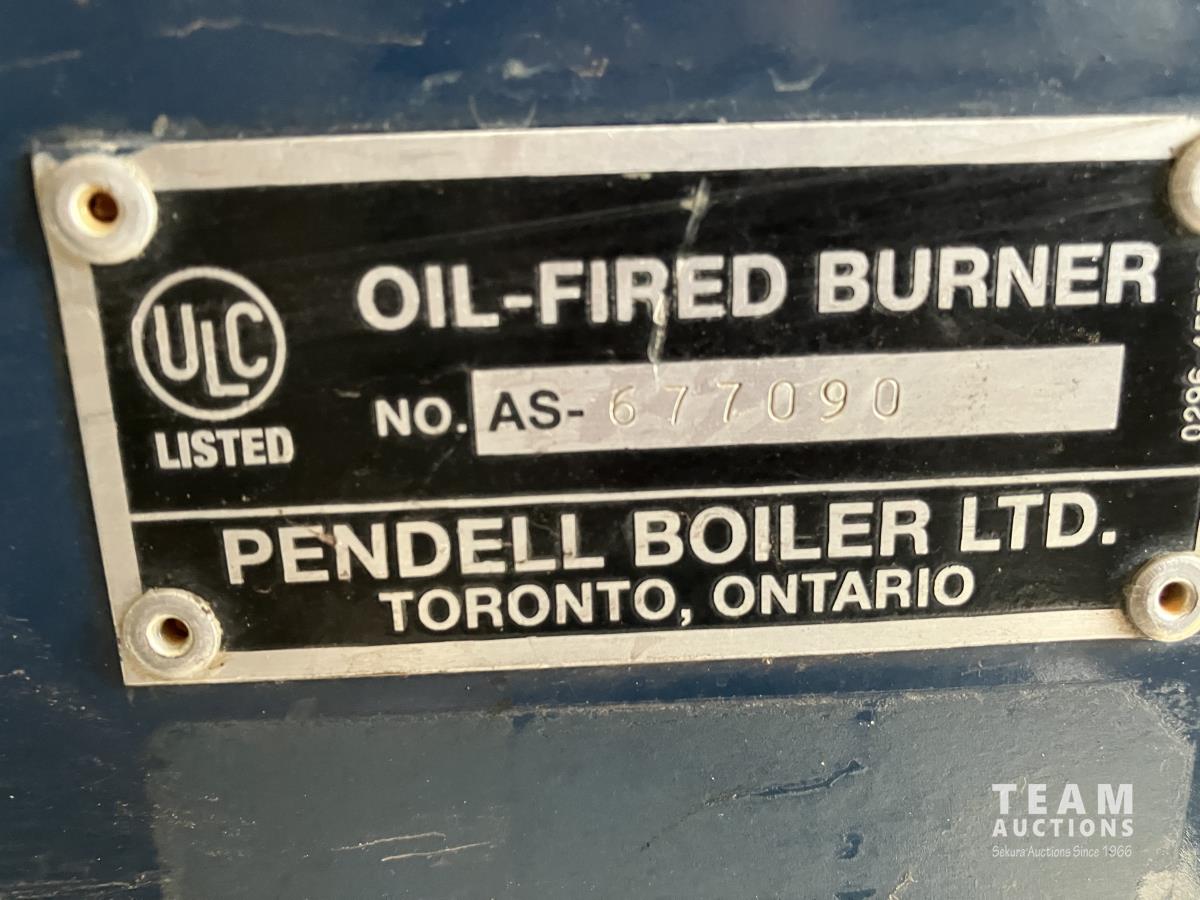 ULC
LISTED
OIL-FIRED BURNER
NO. AS- 677090
PENDELL BOILER LTD.
TORONTO, ONTARIO
0296
TEAM
AUCTIONS
Sekura Auctions Since 1966